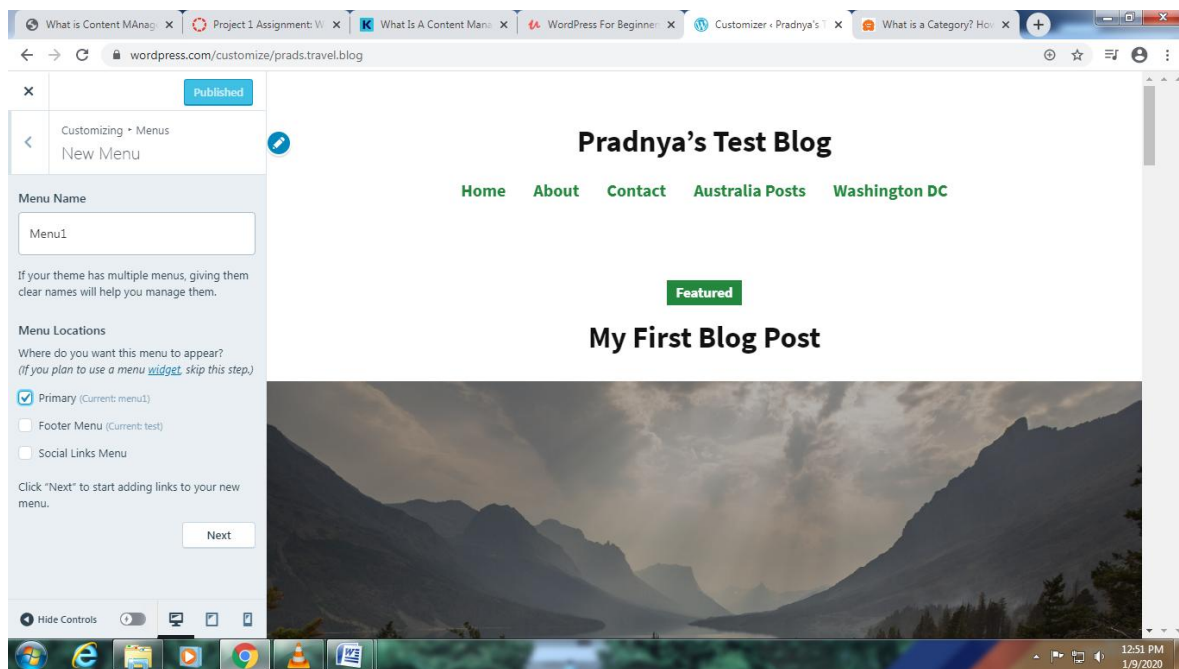 What is Content MAnag
Project 1 Assignment: W
What Is A Content Mana
WordPress For Beginner
Customizer ‹ Pradnya's T
What is a Category? Ho
wordpress.com/customize/prads.travel.blog
Published
Customizing ‣ Menus
New Menu
Menu Name
Menu1
If your theme has multiple menus, giving them
clear names will help you manage them.
Menu Locations
Where do you want this menu to appear?
(If you plan to use a menu widget, skip this step.)
Primary (Current: menu1)
Footer Menu (Current: test)
Social Links Menu
Click "Next" to start adding links to your new
menu.
Next
Hide Controls
Pradnya’s Test Blog
Home About Contact Australia Posts Washington DC
Featured
My First Blog Post
12:51 PM
1/9/2020